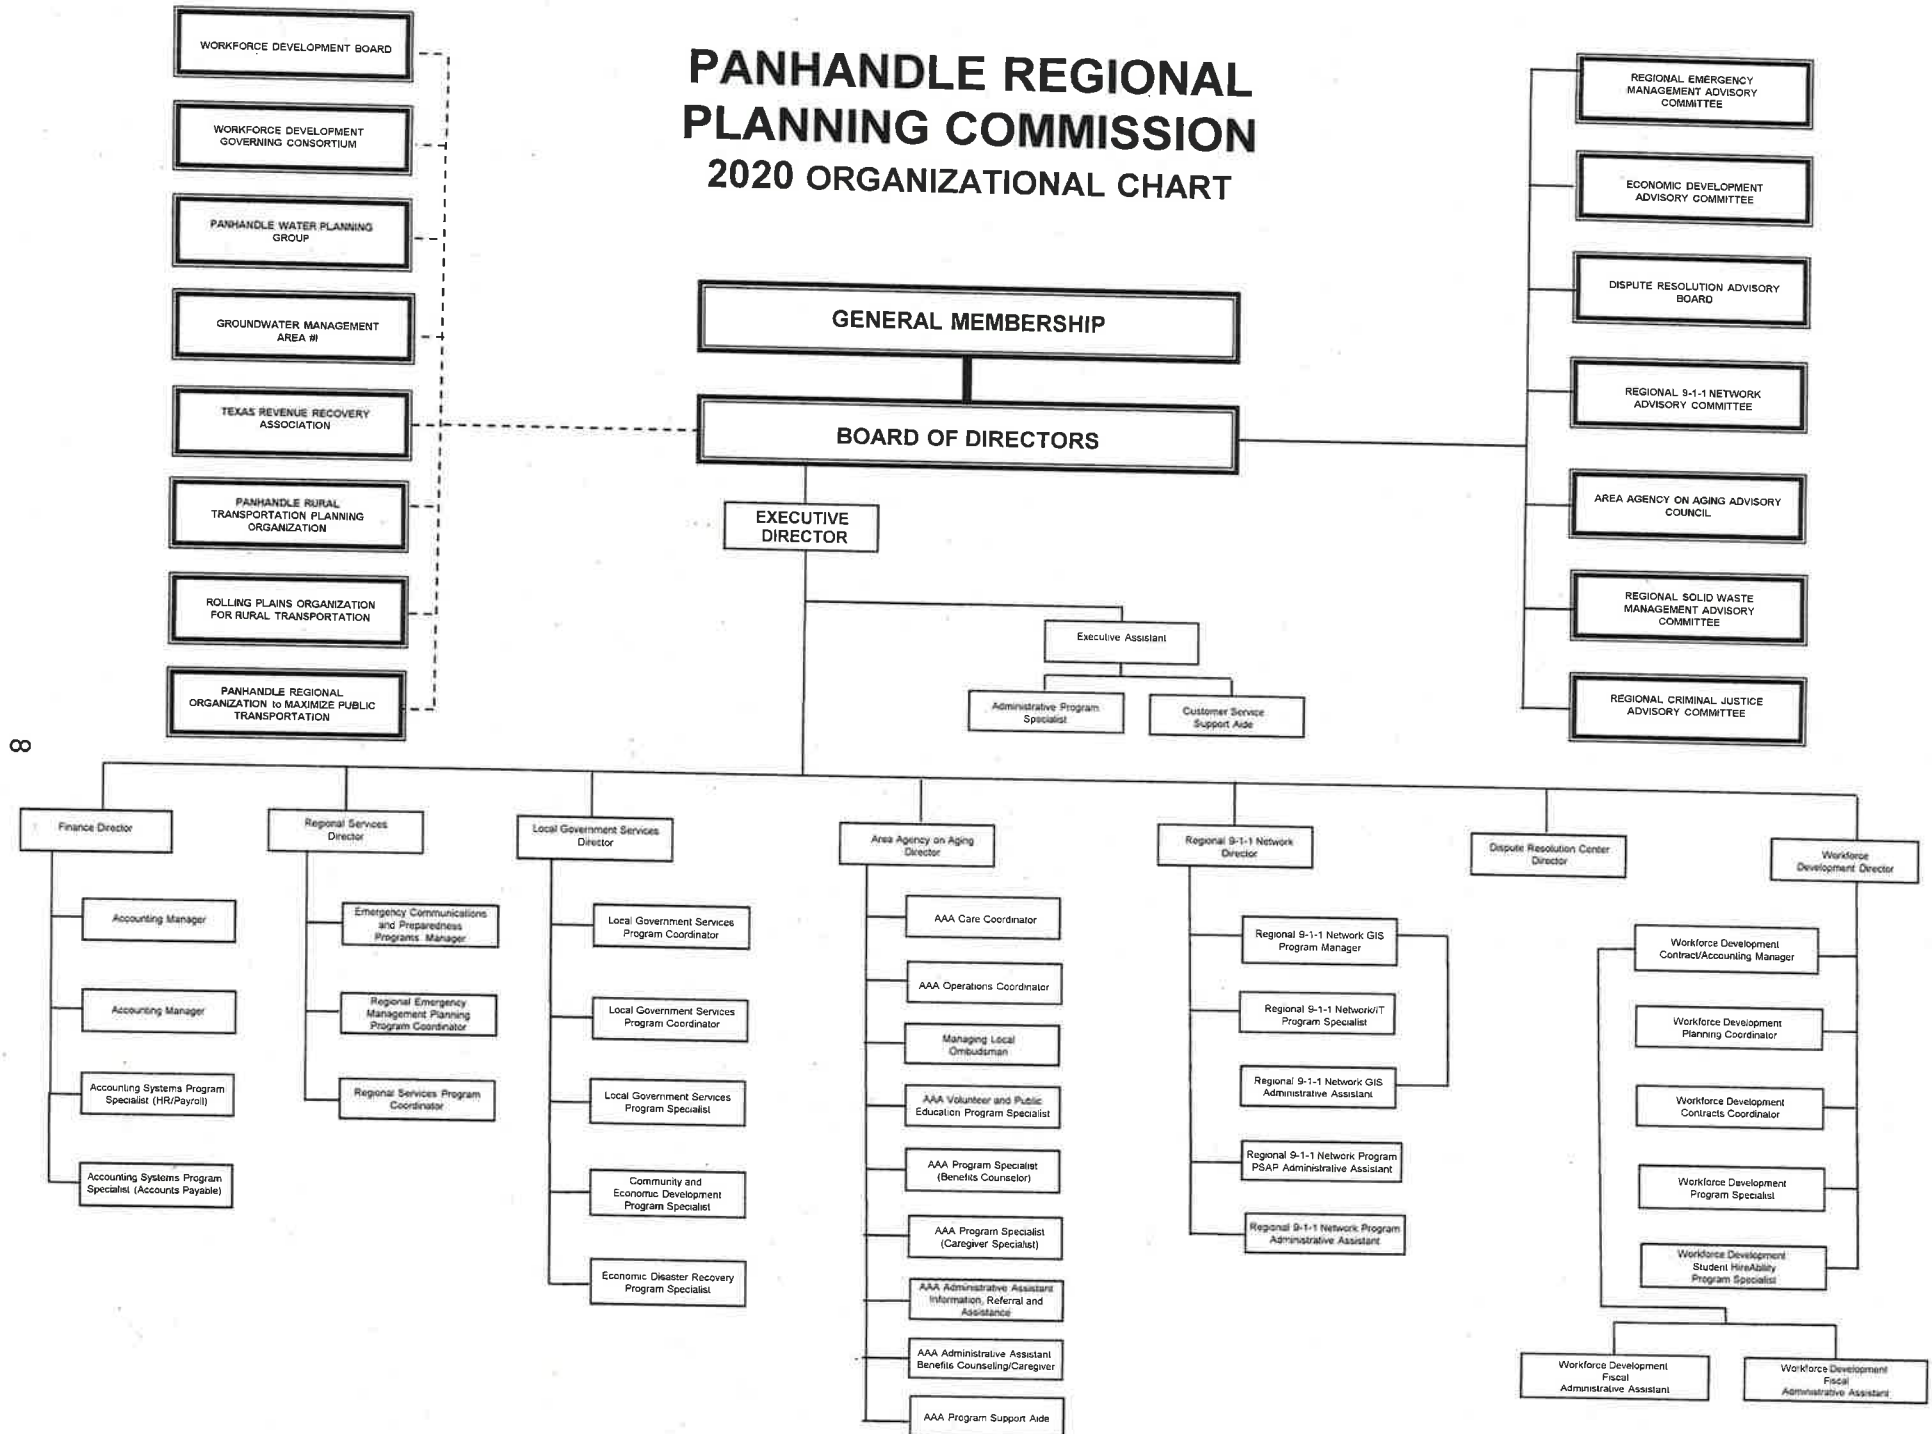 PANHANDLE REGIONAL
PLANNING COMMISSION
2020 ORGANIZATIONAL CHART
WORKFORCE DEVELOPMENT BOARD
WORKFORCE DEVELOPMENT
GOVERNING CONSORTIUM
PANHANDLE WATER PLANNING
GROUP
GROUNDWATER MANAGEMENT
AREA #I
TEXAS REVENUE RECOVERY
ASSOCIATION
PANHANDLE RURAL
TRANSPORTATION PLANNING
ORGANIZATION
ROLLING PLAINS ORGANIZATION
FOR RURAL TRANSPORTATION
PANHANDLE REGIONAL
ORGANIZATION to MAXIMIZE PUBLIC
TRANSPORTATION
GENERAL MEMBERSHIP
BOARD OF DIRECTORS
EXECUTIVE
DIRECTOR
Executive Assistant
Administrative Program
Specialist
Customer Service
Support Aide
REGIONAL EMERGENCY
MANAGEMENT ADVISORY
COMMITTEE
ECONOMIC DEVELOPMENT
ADVISORY COMMITTEE
DISPUTE RESOLUTION ADVISORY
BOARD
REGIONAL 9-1-1 NETWORK
ADVISORY COMMITTEE
AREA AGENCY ON AGING ADVISORY
COUNCIL
REGIONAL SOLID WASTE
MANAGEMENT ADVISORY
COMMITTEE
REGIONAL CRIMINAL JUSTICE
ADVISORY COMMITTEE
8
Finance Director
Accounting Manager
Accounting Manager
Accounting Systems Program
Specialist (HR/Payroll)
Accounting Systems Program
Specialist (Accounts Payable)
Regional Services
Director
Emergency Communications
and Preparedness
Programs Manager
Regional Emergency
Management Planning
Program Coordinator
Regional Services Program
Coordinator
Local Government Services
Director
Local Government Services
Program Coordinator
Local Government Services
Program Coordinator
Local Government Services
Program Specialist
Community and
Economic Development
Program Specialist
Economic Disaster Recovery
Program Specialist
Area Agency on Aging
Director
AAA Care Coordinator
AAA Operations Coordinator
Managing Local
Ombudsman
AAA Volunteer and Public
Education Program Specialist
AAA Program Specialist
(Benefits Counselor)
AAA Program Specialist
(Caregiver Specialist)
AAA Administrative Assistant
Information, Referral and
Assistance
AAA Administrative Assistant
Benefits Counseling/Caregiver
AAA Program Support Aide
Regional 9-1-1 Network
Director
Regional 9-1-1 Network GIS
Program Manager
Regional 9-1-1 Network/IT
Program Specialist
Regional 9-1-1 Network GIS
Administrative Assistant
Regional 9-1-1 Network Program
PSAP Administrative Assistant
Regional 9-1-1 Network Program
Administrative Assistant
Dispute Resolution Center
Director
Workforce
Development Director
Workforce Development
Contract/Accounting Manager
Workforce Development
Planning Coordinator
Workforce Development
Contracts Coordinator
Workforce Development
Program Specialist
Workforce Development
Student HireAbility
Program Specialist
Workforce Development
Fiscal
Administrative Assistant
Workforce Development
Fiscal
Administrative Assistant